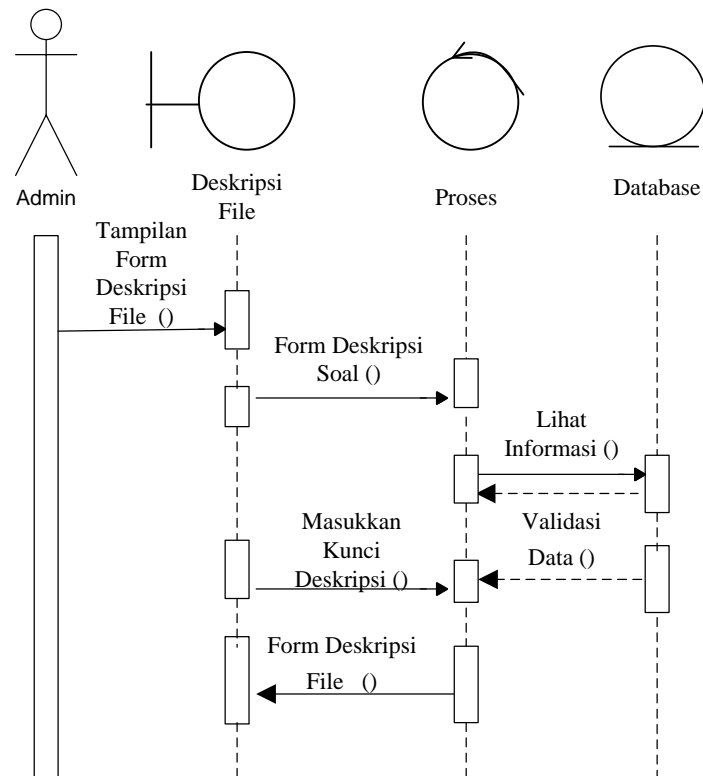 Admin
Deskripsi
File
Proses
Database
Tampilan
Form
Deskripsi
File ()
Form Deskripsi
Soal ()
Lihat
Informasi ()
Validasi
Data ()
Masukkan
Kunci
Deskripsi ()
Form Deskripsi
File ()